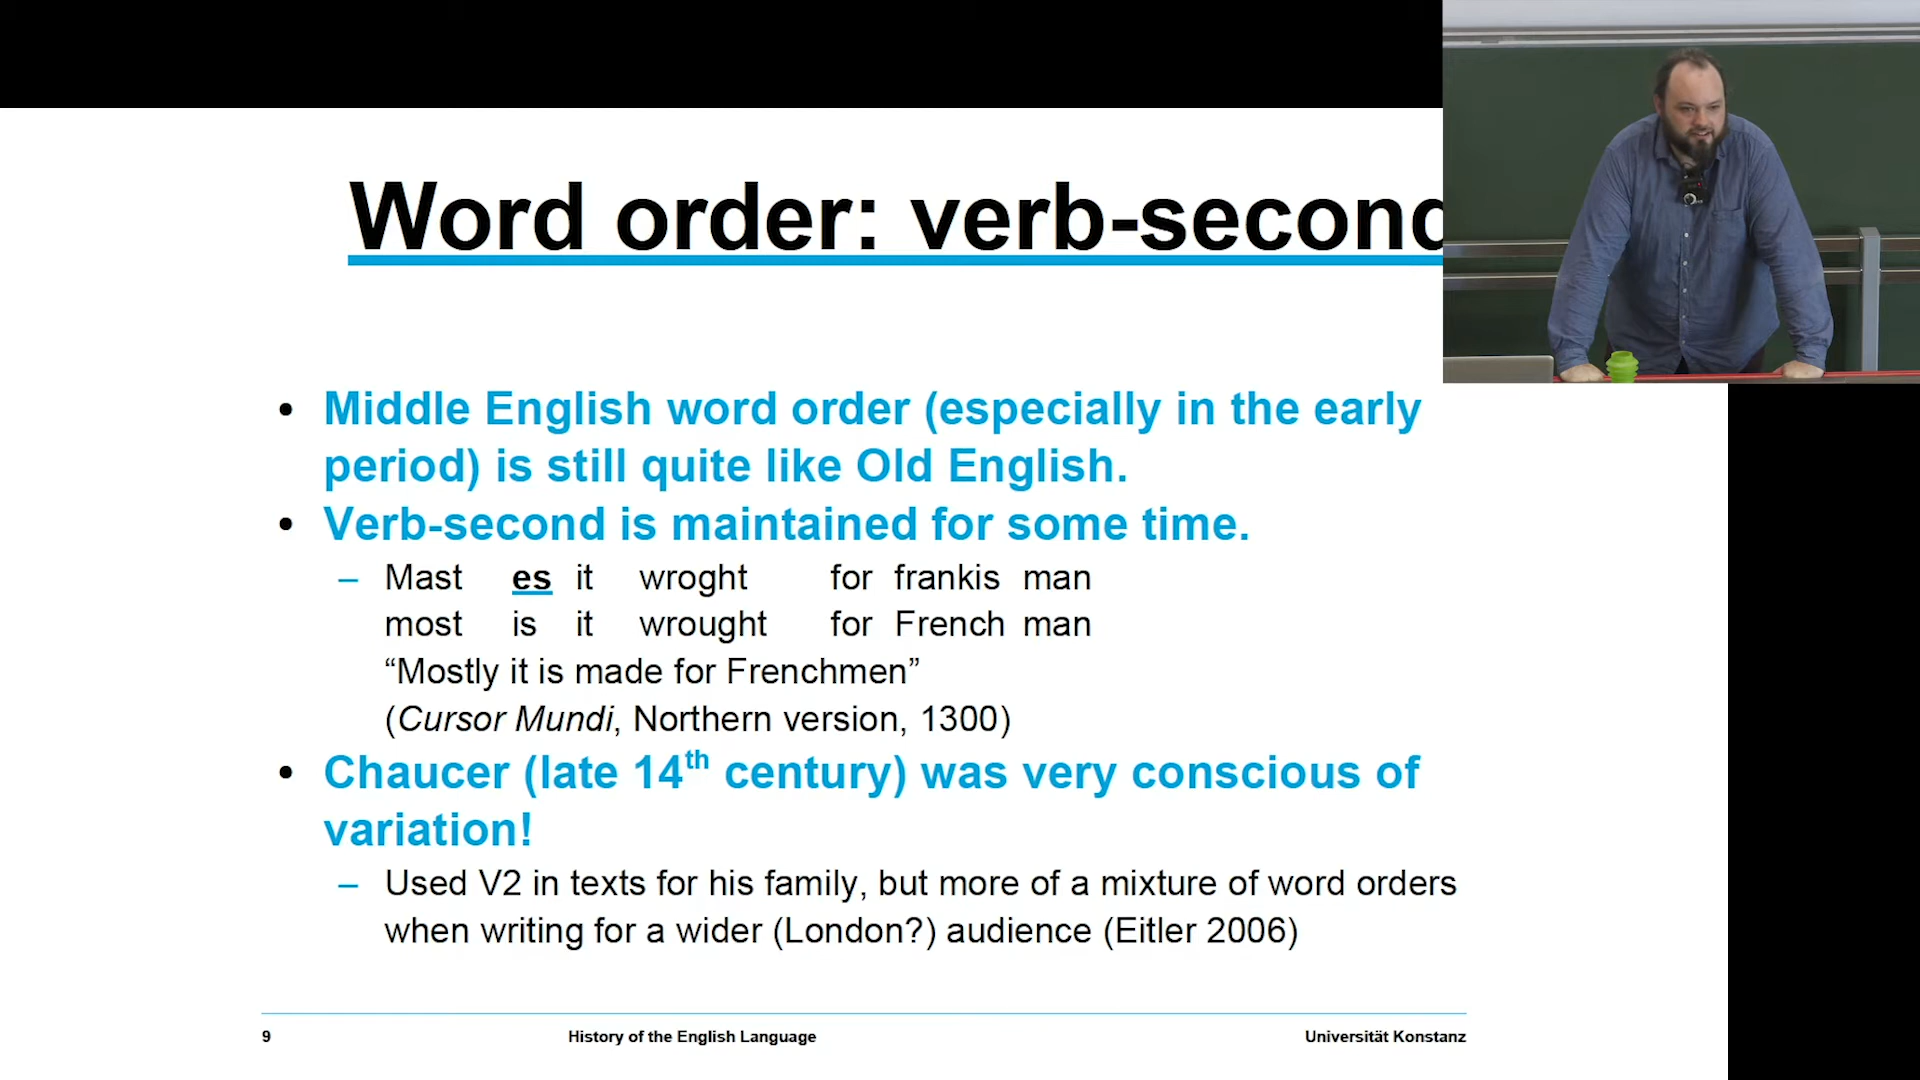 Word order: verb-second
• Middle English word order (especially in the early
period) is still quite like Old English.
• Verb-second is maintained for some time.
– Mast es it wroght for frankis man
most is it wrought for French man
“Mostly it is made for Frenchmen”
(Cursor Mundi, Northern version, 1300)
• Chaucer (late 14th century) was very conscious of
variation!
– Used V2 in texts for his family, but more of a mixture of word orders
when writing for a wider (London?) audience (Eitler 2006)
9 History of the English Language Universität Konstanz